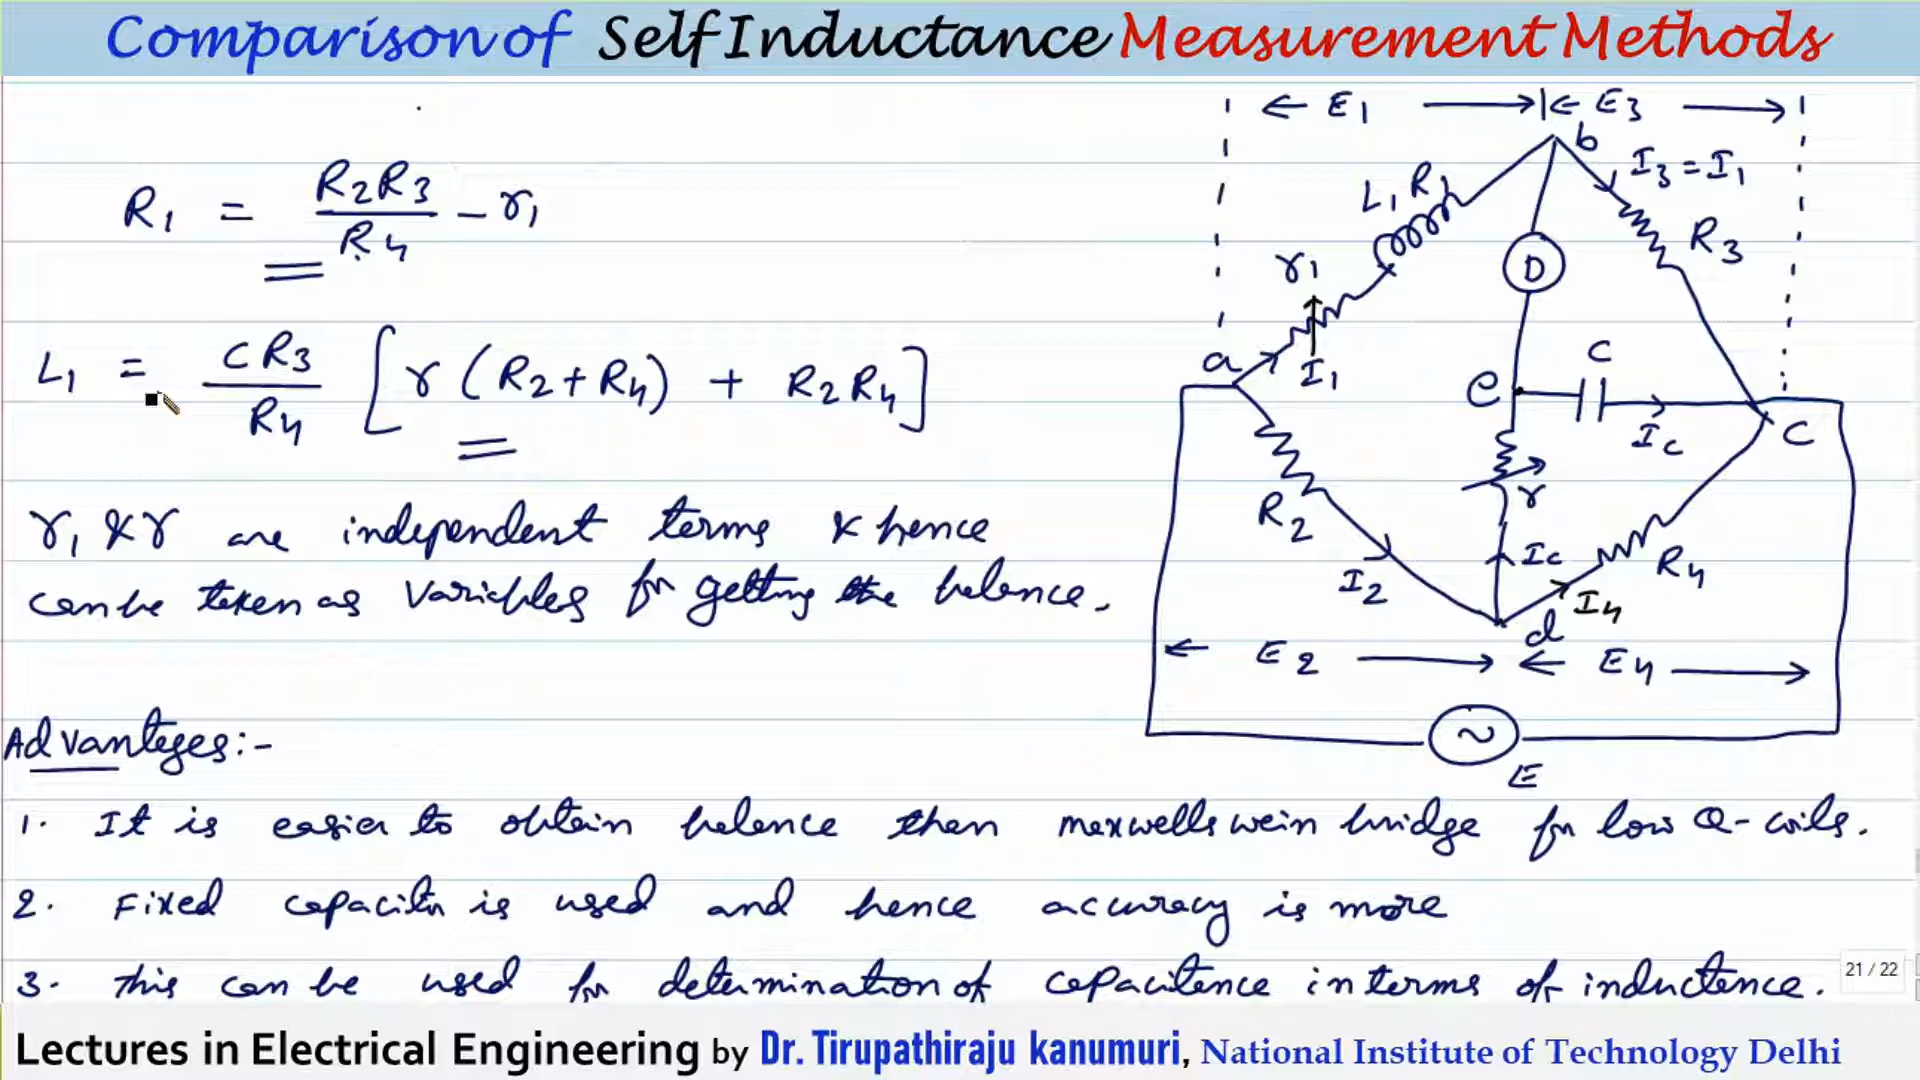 Comparison of Self Inductance Measurement Methods
R1 = R2R3/R4 - r1
L1 = CR3/R4 [r(R2+R4) + R2R4]
r1 & r are independent terms & hence
can be taken as variables for getting the balance.
Advantages:-
1. It is easier to obtain balance then maxwells wein bridge for low Q-coils.
2. Fixed capacitor is used and hence accuracy is more
3. This can be used for determination of capacitence in terms of inductence.
← E1 → ← E3 →
b
I3 = I1
L1 R1
R3
r1
D
a
I1
e
C
Ic
c
R2
r
I2
Ic
R4
I4
d
← E2 → ← E4 →
~
E
21 / 22
Lectures in Electrical Engineering by Dr. Tirupathiraju kanumuri, National Institute of Technology Delhi